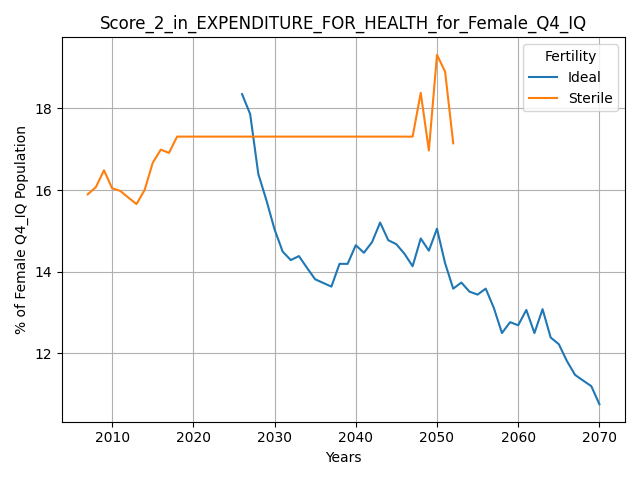 Score_2_in_EXPENDITURE_FOR_HEALTH_for_Female_Q4_IQ
Fertility
Ideal
Sterile
% of Female Q4_IQ Population
18
16
14
12
2010 2020 2030 2040 2050 2060 2070
Years